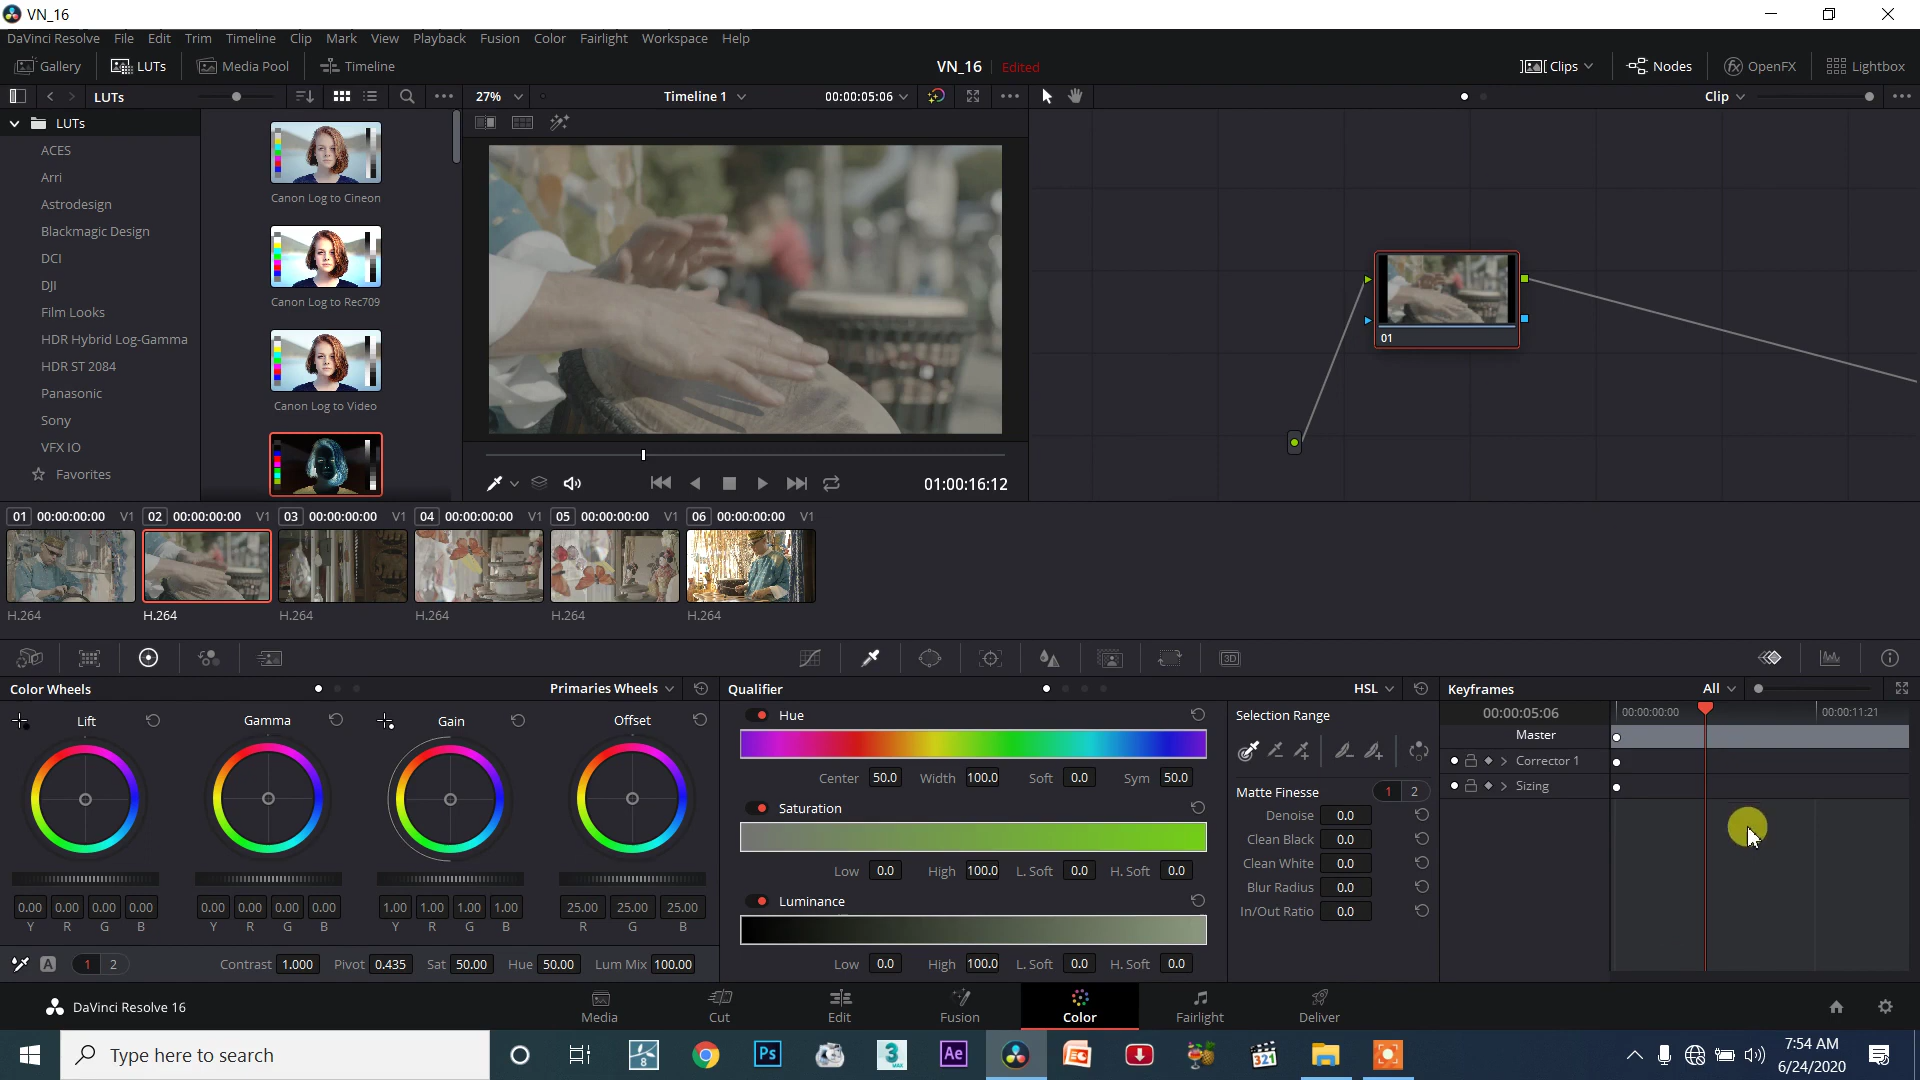 VN_16
DaVinci Resolve File Edit Trim Timeline Clip Mark View Playback Fusion Color Fairlight Workspace Help
Gallery LUTs Media Pool Timeline VN_16 Edited Clips Nodes OpenFX Lightbox
LUTs 27% Timeline 1 00:00:05:06 Clip
LUTs
ACES
Arri
Astrodesign
Blackmagic Design
DCI
DJI
Film Looks
HDR Hybrid Log-Gamma
HDR ST 2084
Panasonic
Sony
VFX IO
Favorites
Canon Log to Cineon
Canon Log to Rec709
Canon Log to Video
01
01:00:16:12
01 00:00:00:00 V1 02 00:00:00:00 V1 03 00:00:00:00 V1 04 00:00:00:00 V1 05 00:00:00:00 V1 06 00:00:00:00 V1
H.264 H.264 H.264 H.264 H.264 H.264
3D
Color Wheels Primaries Wheels
Lift Gamma Gain Offset
0.00 0.00 0.00 0.00 0.00 0.00 0.00 0.00 1.00 1.00 1.00 1.00 25.00 25.00 25.00
Y R G B Y R G B Y R G B R G B
A 1 2 Contrast 1.000 Pivot 0.435 Sat 50.00 Hue 50.00 Lum Mix 100.00
Qualifier HSL
Hue
Center 50.0 Width 100.0 Soft 0.0 Sym 50.0
Saturation
Low 0.0 High 100.0 L. Soft 0.0 H. Soft 0.0
Luminance
Low 0.0 High 100.0 L. Soft 0.0 H. Soft 0.0
Selection Range
Matte Finesse 1 2
Denoise 0.0
Clean Black 0.0
Clean White 0.0
Blur Radius 0.0
In/Out Ratio 0.0
Keyframes All
00:00:05:06 00:00:00:00 00:00:11:21
Master
Corrector 1
Sizing
DaVinci Resolve 16 Media Cut Edit Fusion Color Fairlight Deliver
Type here to search
8
Ps
3
MAX
Ae
321
7:54 AM
6/24/2020